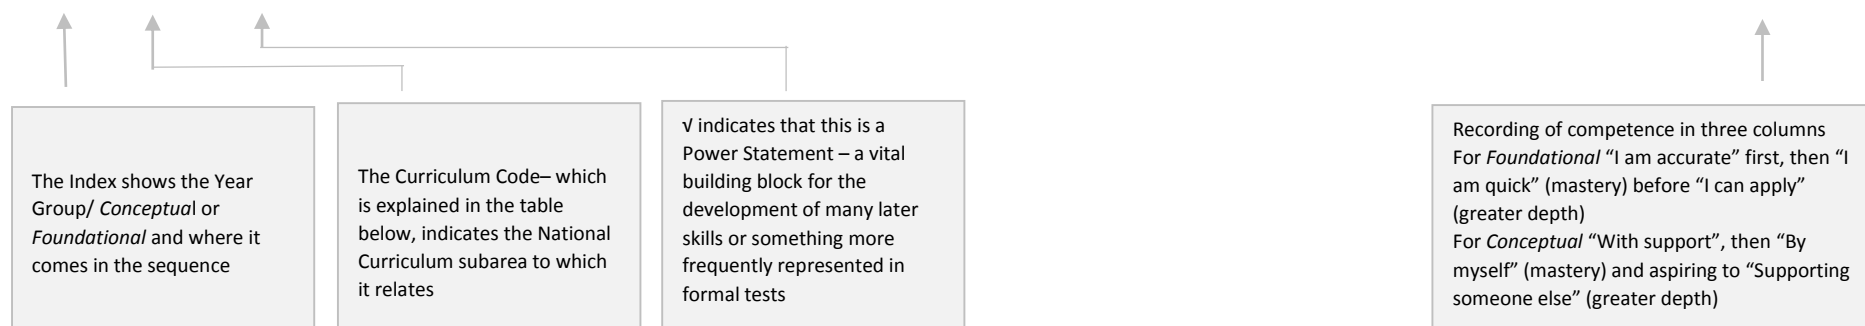 The Index shows the Year
Group/ Conceptual or
Foundational and where it
comes in the sequence
The Curriculum Code– which
is explained in the table
below, indicates the National
Curriculum subarea to which
it relates
√ indicates that this is a
Power Statement – a vital
building block for the
development of many later
skills or something more
frequently represented in
formal tests
Recording of competence in three columns
For Foundational “I am accurate” first, then “I
am quick” (mastery) before “I can apply”
(greater depth)
For Conceptual “With support”, then “By
myself” (mastery) and aspiring to “Supporting
someone else” (greater depth)